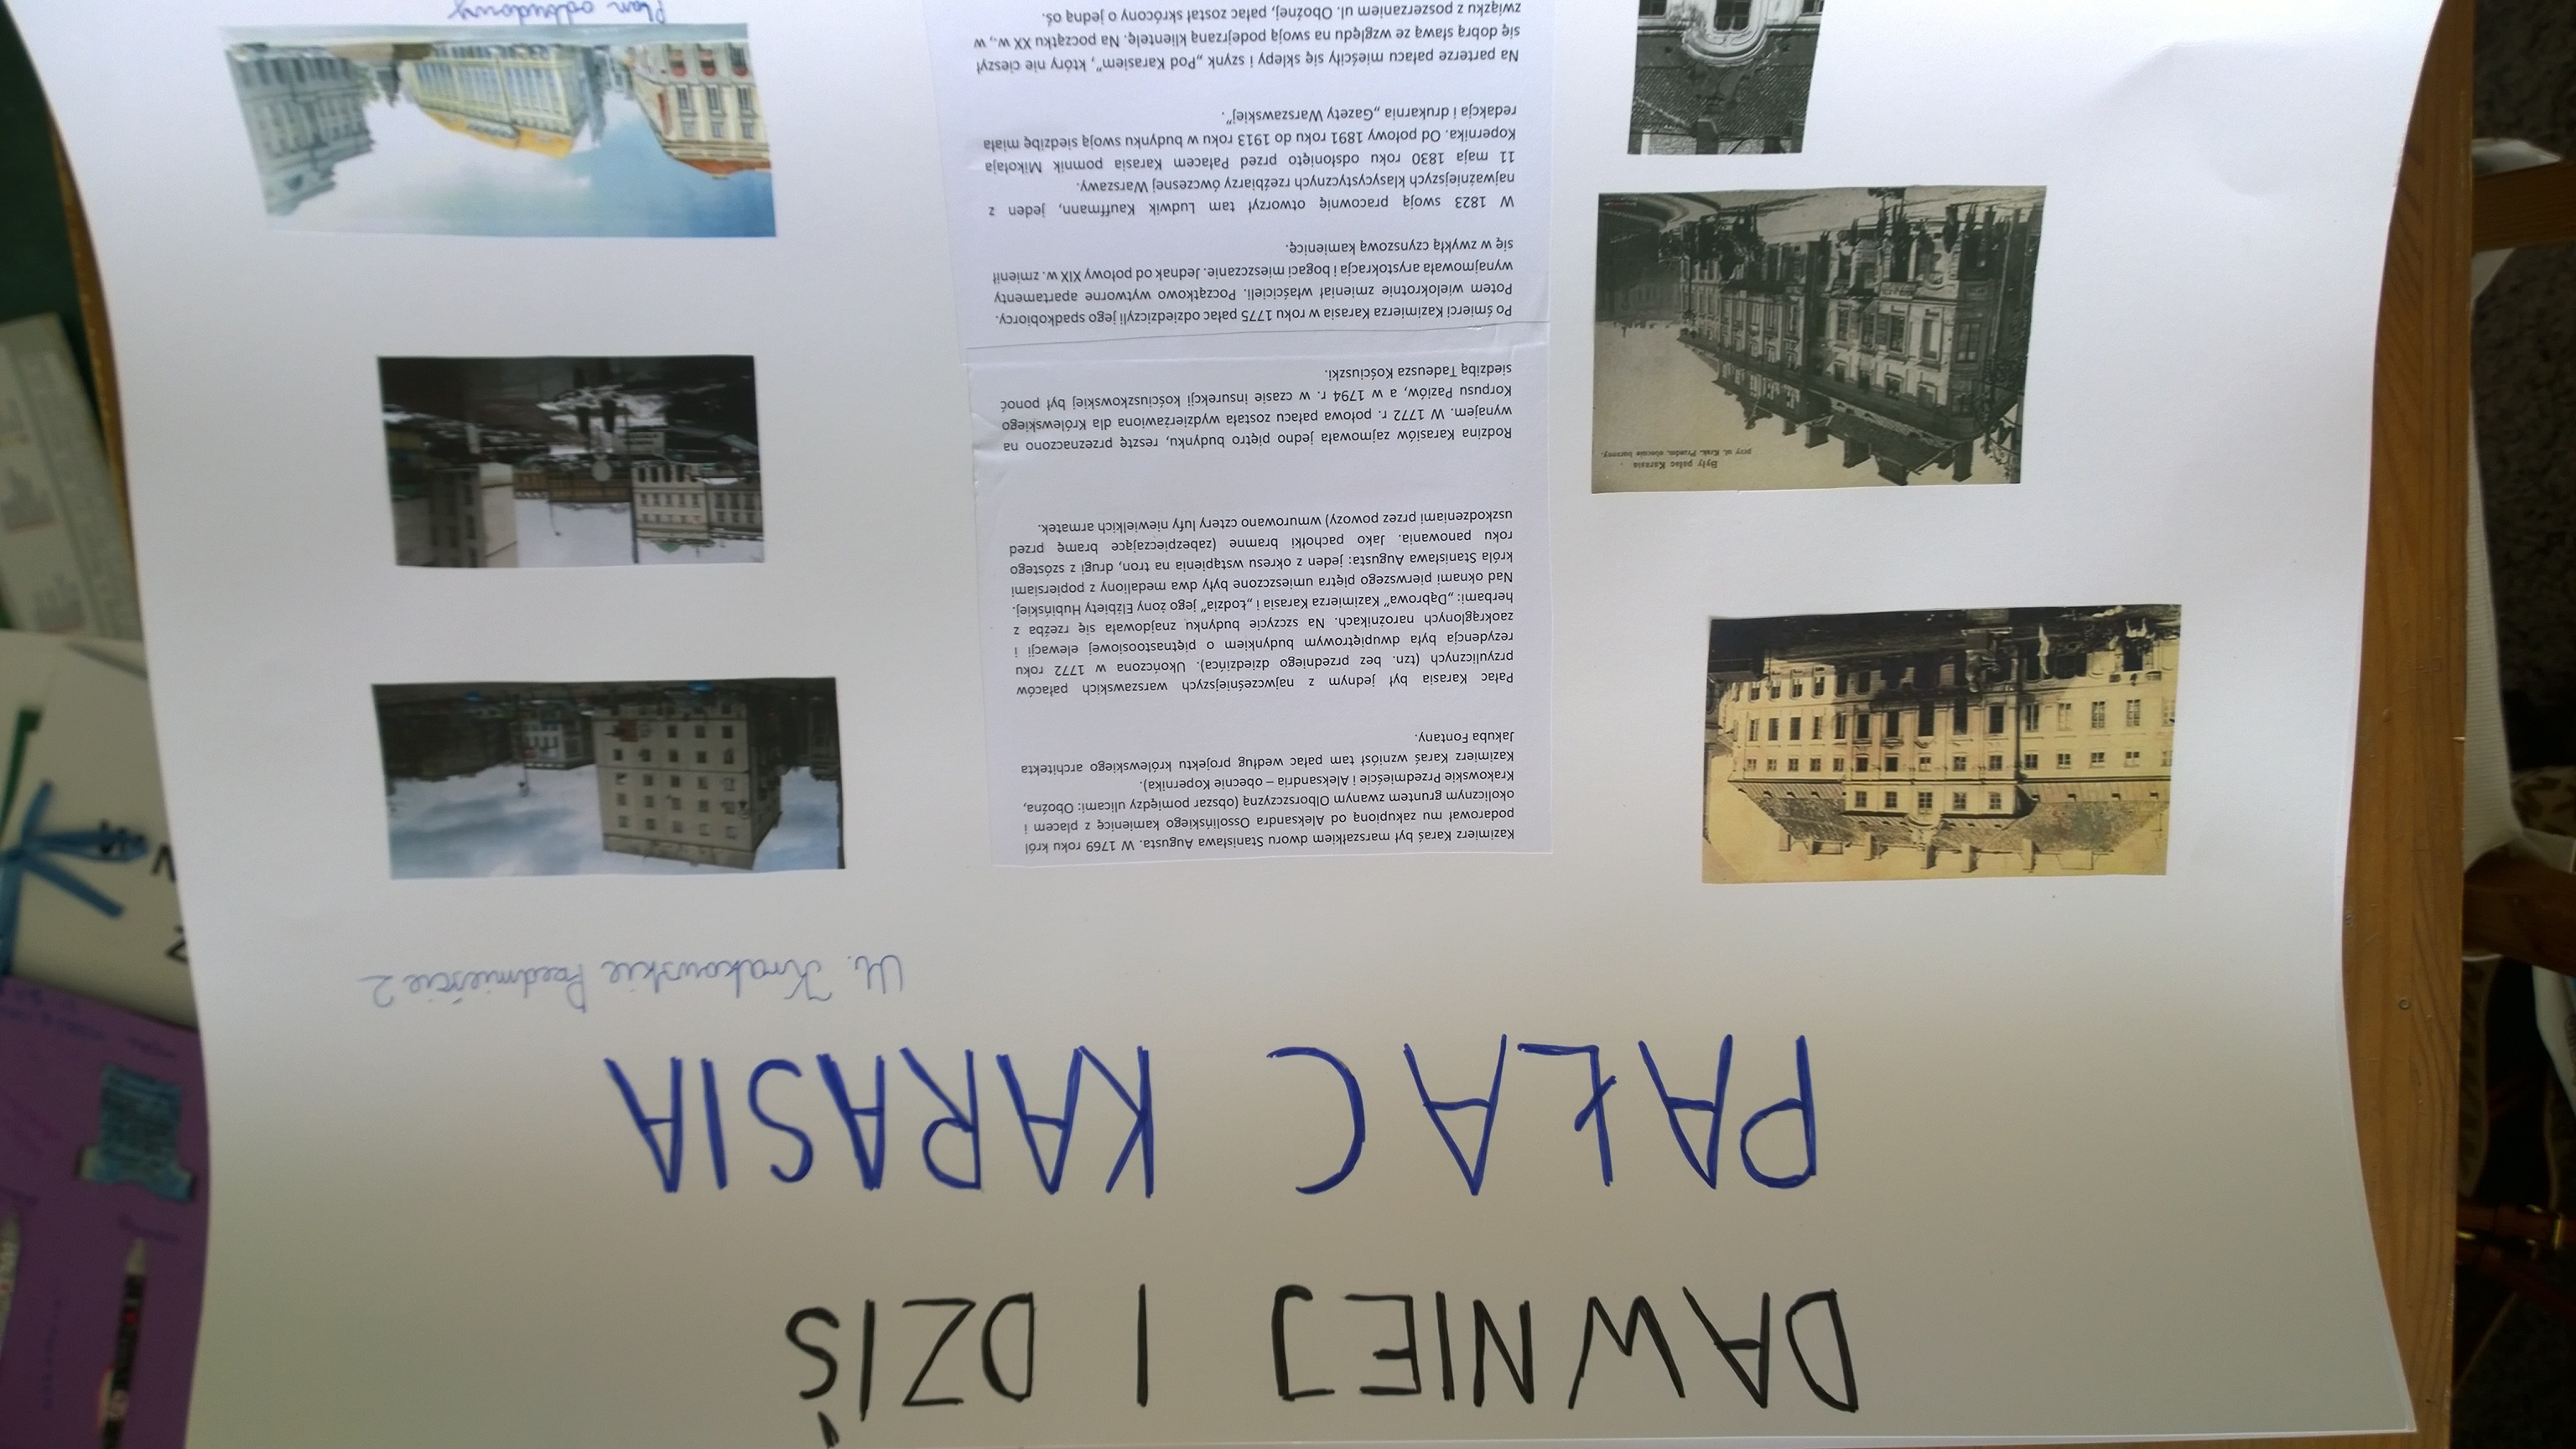 DAWNIEJ I DZIŚ
PAŁAC KARASIA
Ul. Krakowskie Przedmieście 2
Kazimierz Karaś był marszałkiem dworu Stanisława Augusta. W 1769 roku król
podarował mu zakupioną od Aleksandra Ossolińskiego kamienicę z placem i
okolicznym gruntem zwanym Olborszczyzną (obszar pomiędzy ulicami: Oboźna,
Krakowskie Przedmieście i Aleksandria – obecnie Kopernika).
Kazimierz Karaś wzniósł tam pałac według projektu królewskiego architekta
Jakuba Fontany.
Pałac Karasia był jednym z najwcześniejszych warszawskich pałaców
przyulicznych (tzn. bez przedniego dziedzińca). Ukończona w 1772 roku
rezydencja była dwupiętrowym budynkiem o piętnastoosiowej elewacji i
zaokrąglonych narożnikach. Na szczycie budynku znajdowała się rzeźba z
herbami: „Dąbrowa” Kazimierza Karasia i „Łodzia” jego żony Elżbiety Hubińskiej.
Nad oknami pierwszego piętra umieszczone były dwa medaliony z popiersiami
króla Stanisława Augusta: jeden z okresu wstąpienia na tron, drugi z szóstego
roku panowania. Jako pachołki bramne (zabezpieczające bramę przed
uszkodzeniami przez powozy) wmurowano cztery lufy niewielkich armatek.
Rodzina Karasiów zajmowała jedno piętro budynku, resztę przeznaczono na
wynajem. W 1772 r. połowa pałacu została wydzierżawiona dla Królewskiego
Korpusu Paziów, a w 1794 r. w czasie insurekcji kościuszkowskiej był ponoć
siedzibą Tadeusza Kościuszki.
Po śmierci Kazimierza Karasia w roku 1775 pałac odziedziczyli jego spadkobiorcy.
Potem wielokrotnie zmieniał właścicieli. Początkowo wytworne apartamenty
wynajmowała arystokracja i bogaci mieszczanie. Jednak od połowy XIX w. zmienił
się w zwykłą czynszową kamienicę.
W 1823 swoją pracownię otworzył tam Ludwik Kauffmann, jeden z
najważniejszych klasycystycznych rzeźbiarzy ówczesnej Warszawy.
11 maja 1830 roku odsłonięto przed Pałacem Karasia pomnik Mikołaja
Kopernika. Od połowy 1891 roku do 1913 roku w budynku swoją siedzibę miała
redakcja i drukarnia „Gazety Warszawskiej”.
Na parterze pałacu mieściły się sklepy i szynk „Pod Karasiem”, który nie cieszył
się dobrą sławą ze względu na swoją podejrzaną klientelę. Na początku XX w., w
związku z poszerzaniem ul. Oboźnej, pałac został skrócony o jedną oś.
Były pałac Karasia
przy ul. Krak. Przedm. obecnie burzony.
Plan odbudowy